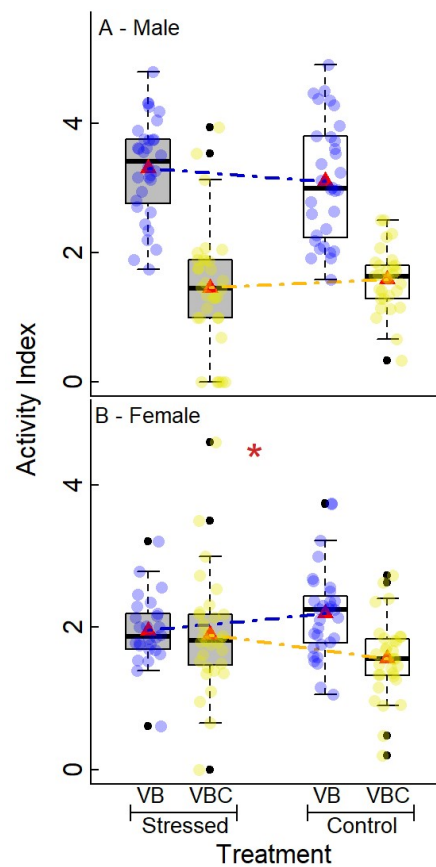 A - Male
4
2
0
Activity Index
B - Female
*
4
2
0
VB VBC VB VBC
Stressed Control
Treatment